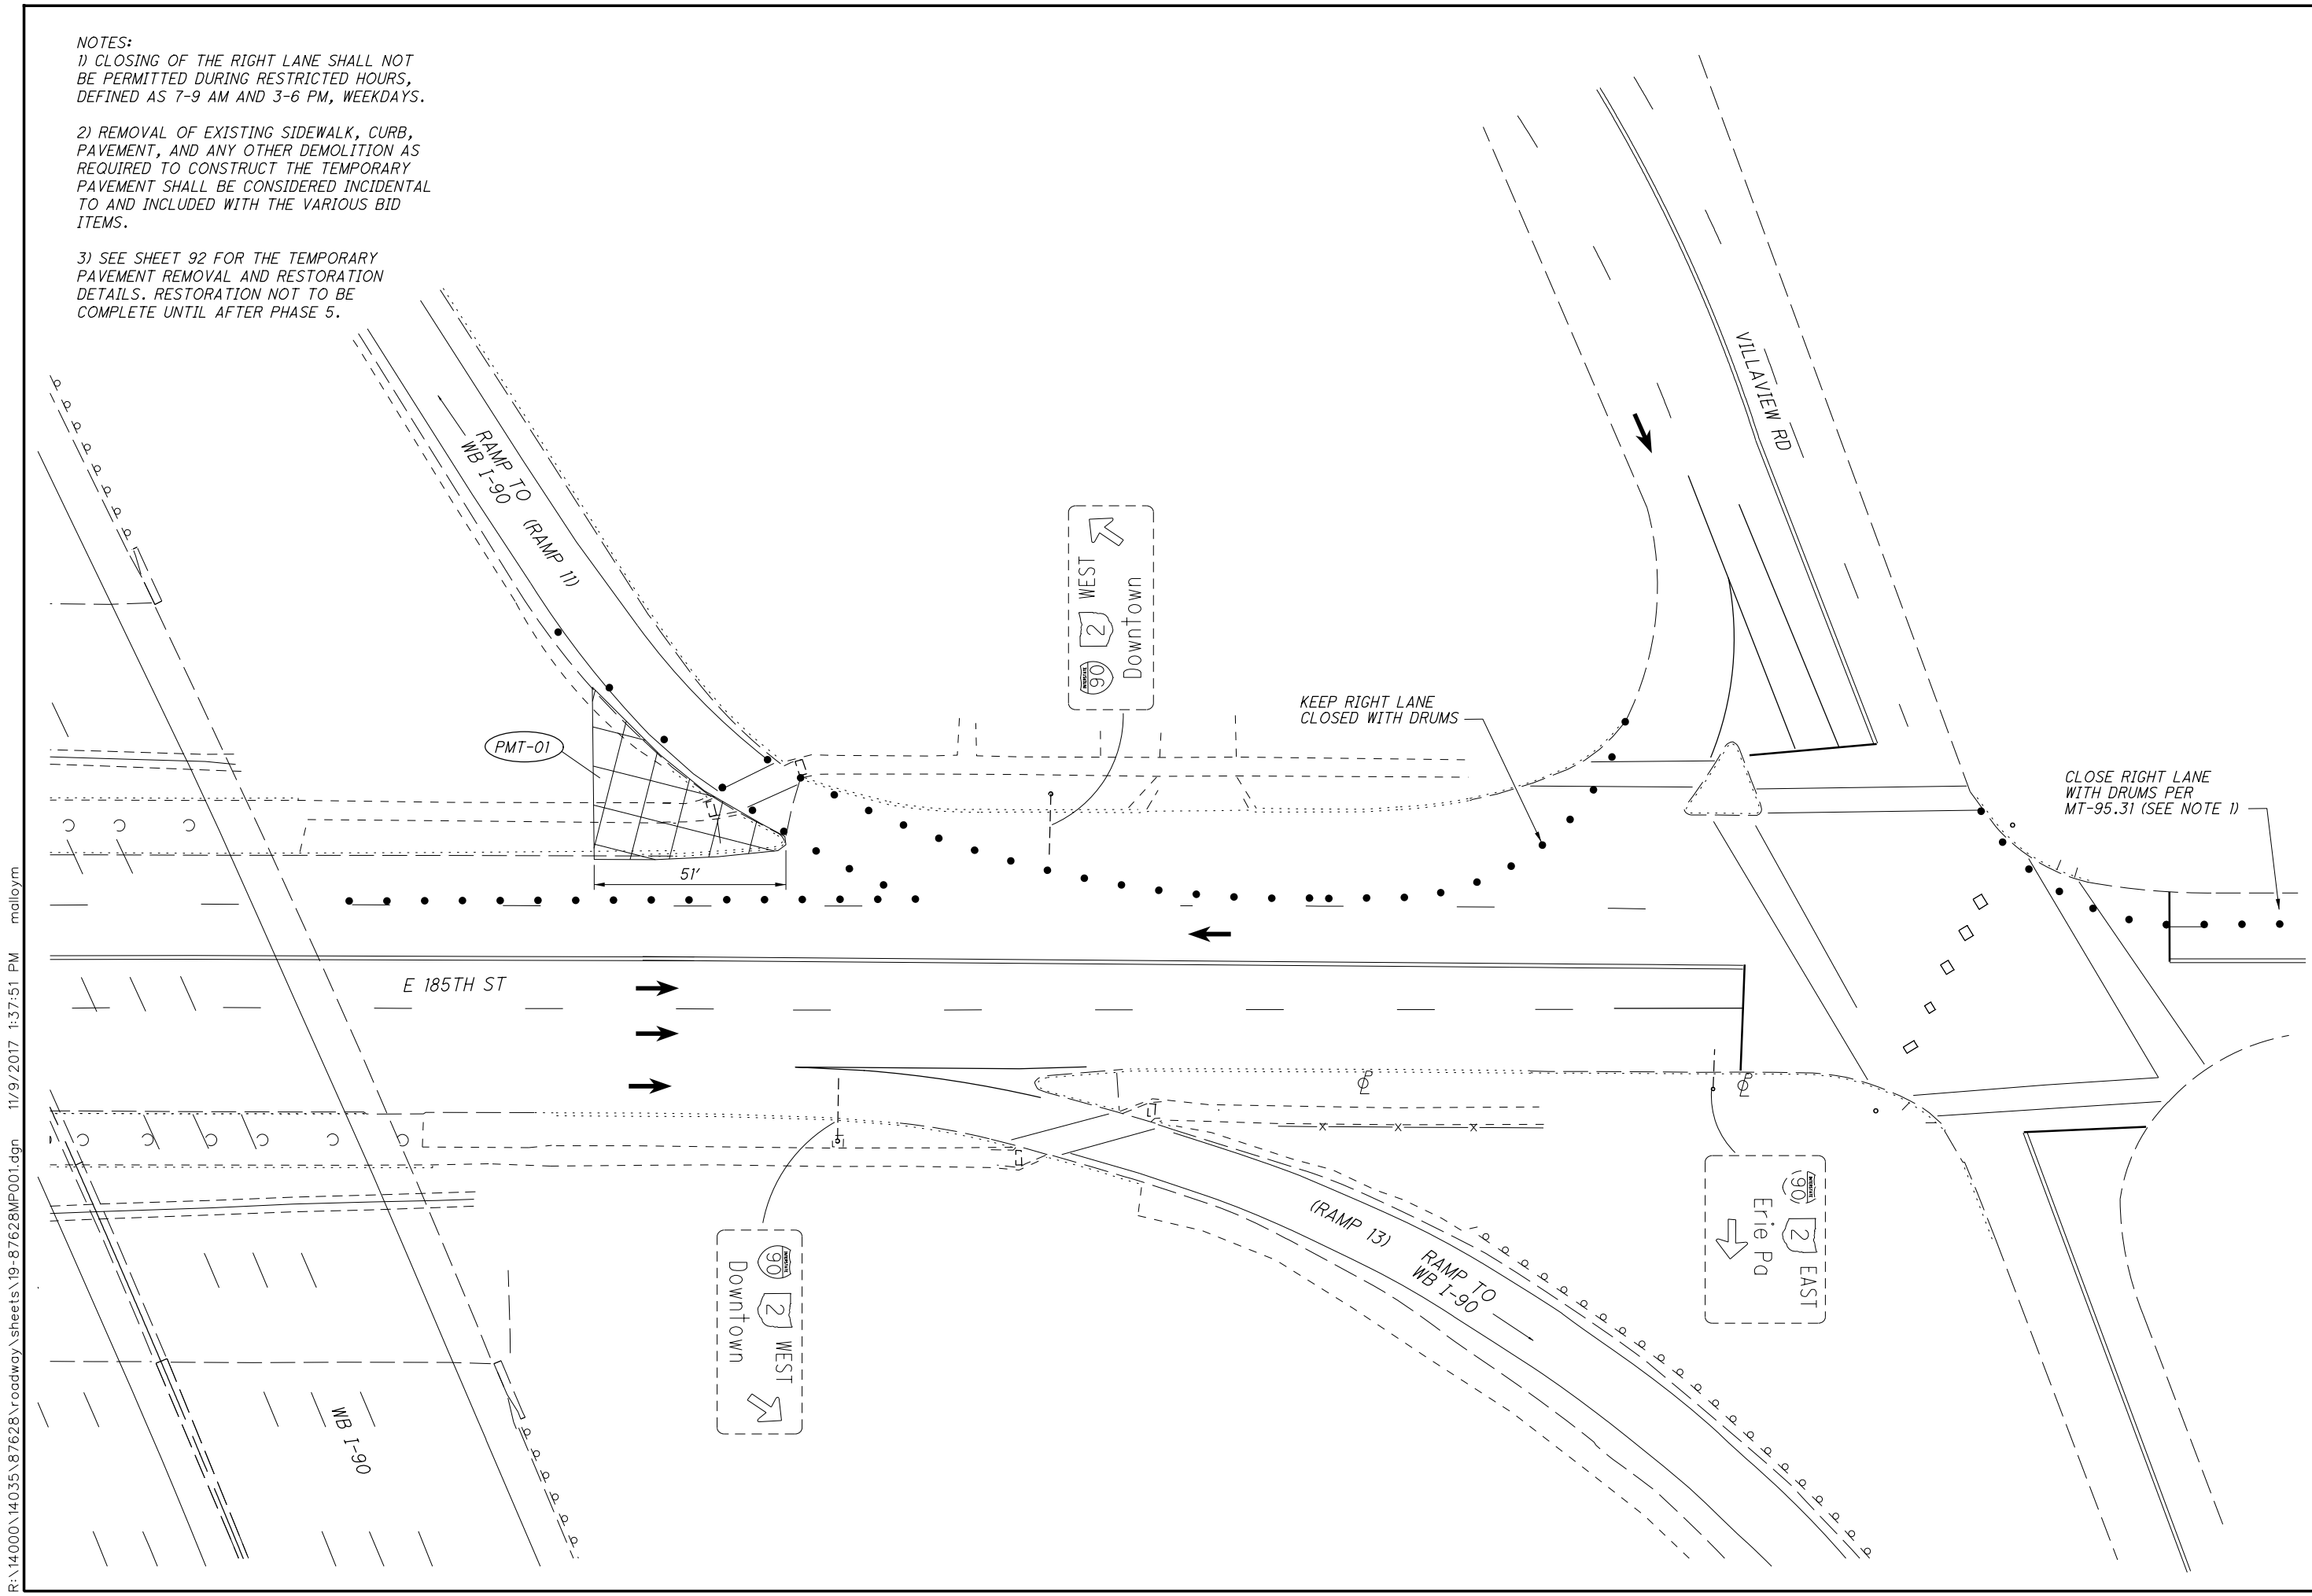 NOTES:
1) CLOSING OF THE RIGHT LANE SHALL NOT
BE PERMITTED DURING RESTRICTED HOURS,
DEFINED AS 7-9 AM AND 3-6 PM, WEEKDAYS.
2) REMOVAL OF EXISTING SIDEWALK, CURB,
PAVEMENT, AND ANY OTHER DEMOLITION AS
REQUIRED TO CONSTRUCT THE TEMPORARY
PAVEMENT SHALL BE CONSIDERED INCIDENTAL
TO AND INCLUDED WITH THE VARIOUS BID
ITEMS.
3) SEE SHEET 92 FOR THE TEMPORARY
PAVEMENT REMOVAL AND RESTORATION
DETAILS. RESTORATION NOT TO BE
COMPLETE UNTIL AFTER PHASE 5.
RAMP TO
WB I-90
(RAMP 11)
VILLAVIEW RD
90 2 WEST
Downtown
KEEP RIGHT LANE
CLOSED WITH DRUMS
PMT-01
CLOSE RIGHT LANE
WITH DRUMS PER
MT-95.31 (SEE NOTE 1)
51'
E 185TH ST
INTERSTATE
90 2 WEST
Downtown
(RAMP 13)
RAMP TO
WB I-90
INTERSTATE
90 2 EAST
Erie Pa
WB I-90
R:\14000\14035\87628\roadway\sheets\19-87628MP001.dgn 11/9/2017 1:37:51 PM malloym